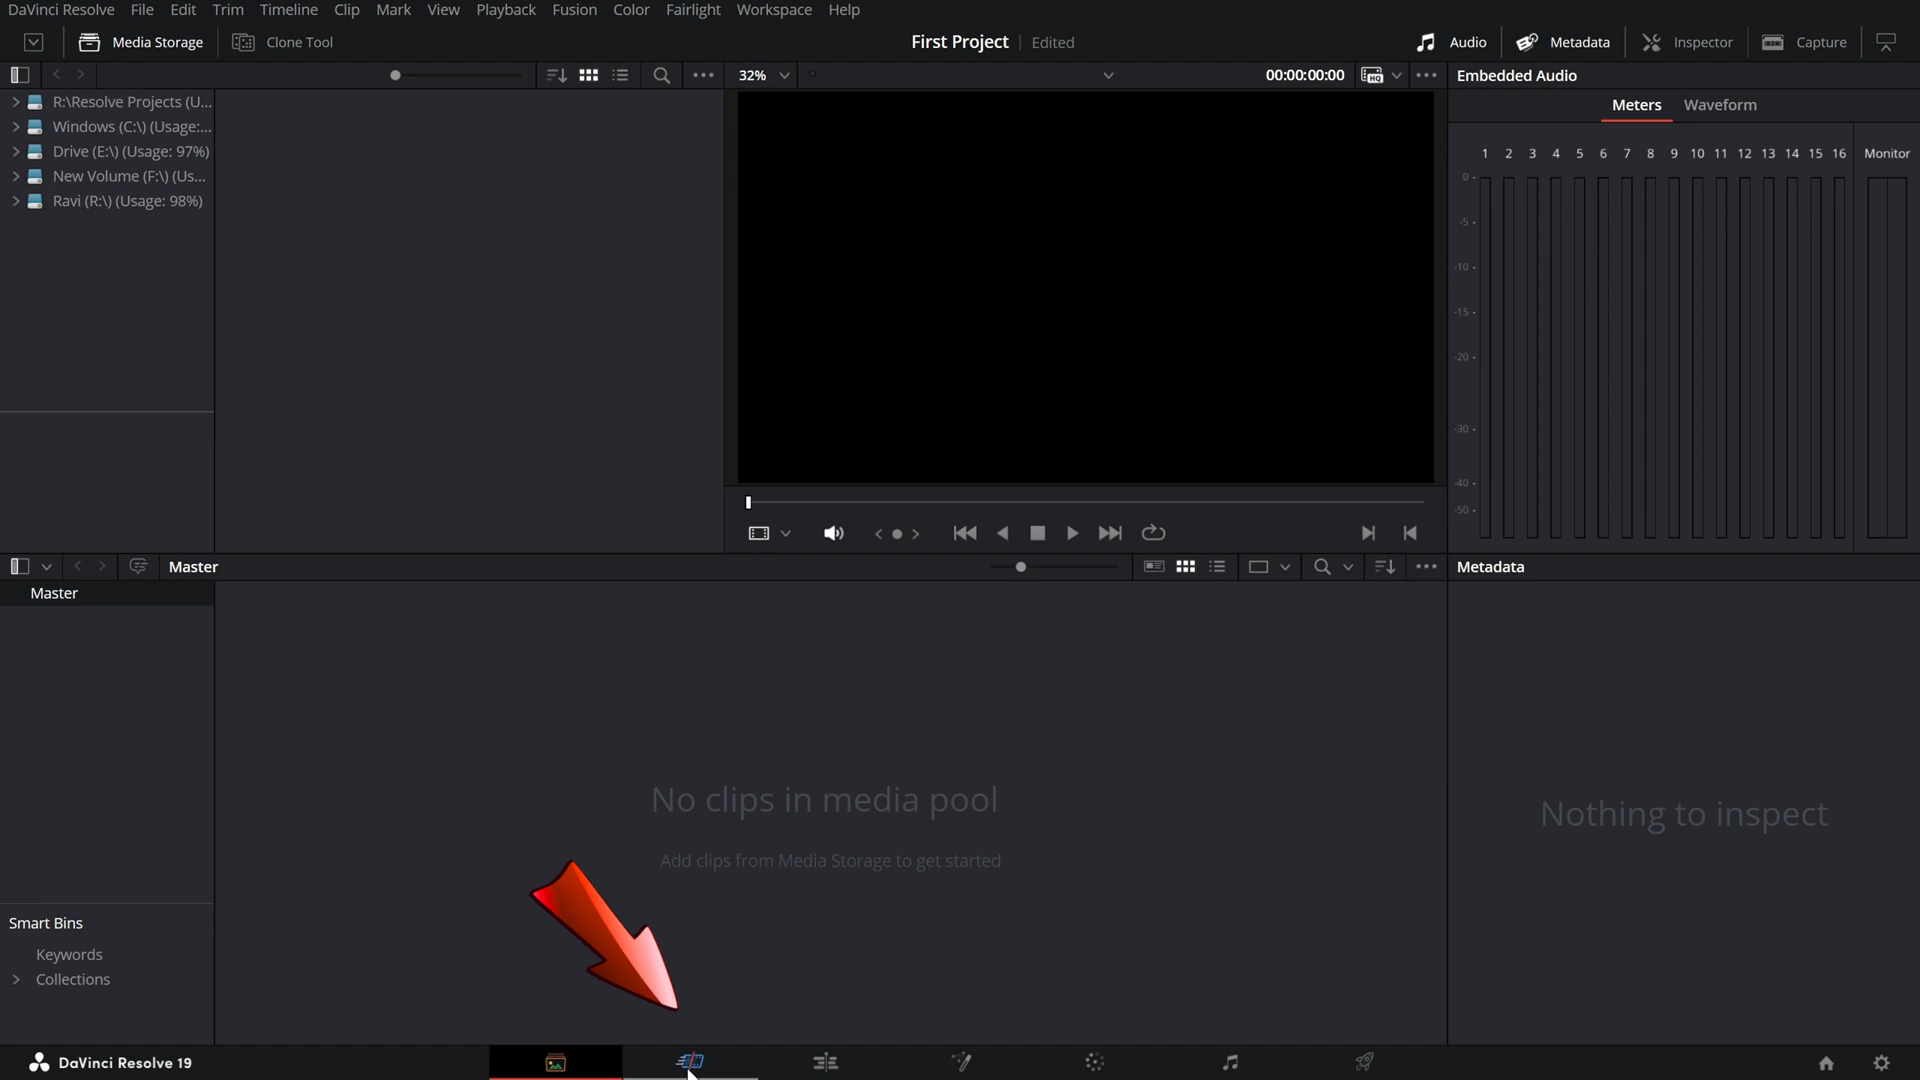 DaVinci Resolve File Edit Trim Timeline Clip Mark View Playback Fusion Color Fairlight Workspace Help
Media Storage Clone Tool First Project Edited Audio Metadata Inspector Capture
32% 00:00:00:00 HQ Embedded Audio
Meters Waveform
R:\Resolve Projects (U...
Windows (C:\) (Usage:...
Drive (E:\) (Usage: 97%)
New Volume (F:\) (Us...
Ravi (R:\) (Usage: 98%)
1 2 3 4 5 6 7 8 9 10 11 12 13 14 15 16 Monitor
0 -
-5 -
-10 -
-15 -
-20 -
-30 -
-40 -
-50 -
Master Metadata
Master
No clips in media pool
Add clips from Media Storage to get started
Nothing to inspect
Smart Bins
Keywords
Collections
DaVinci Resolve 19